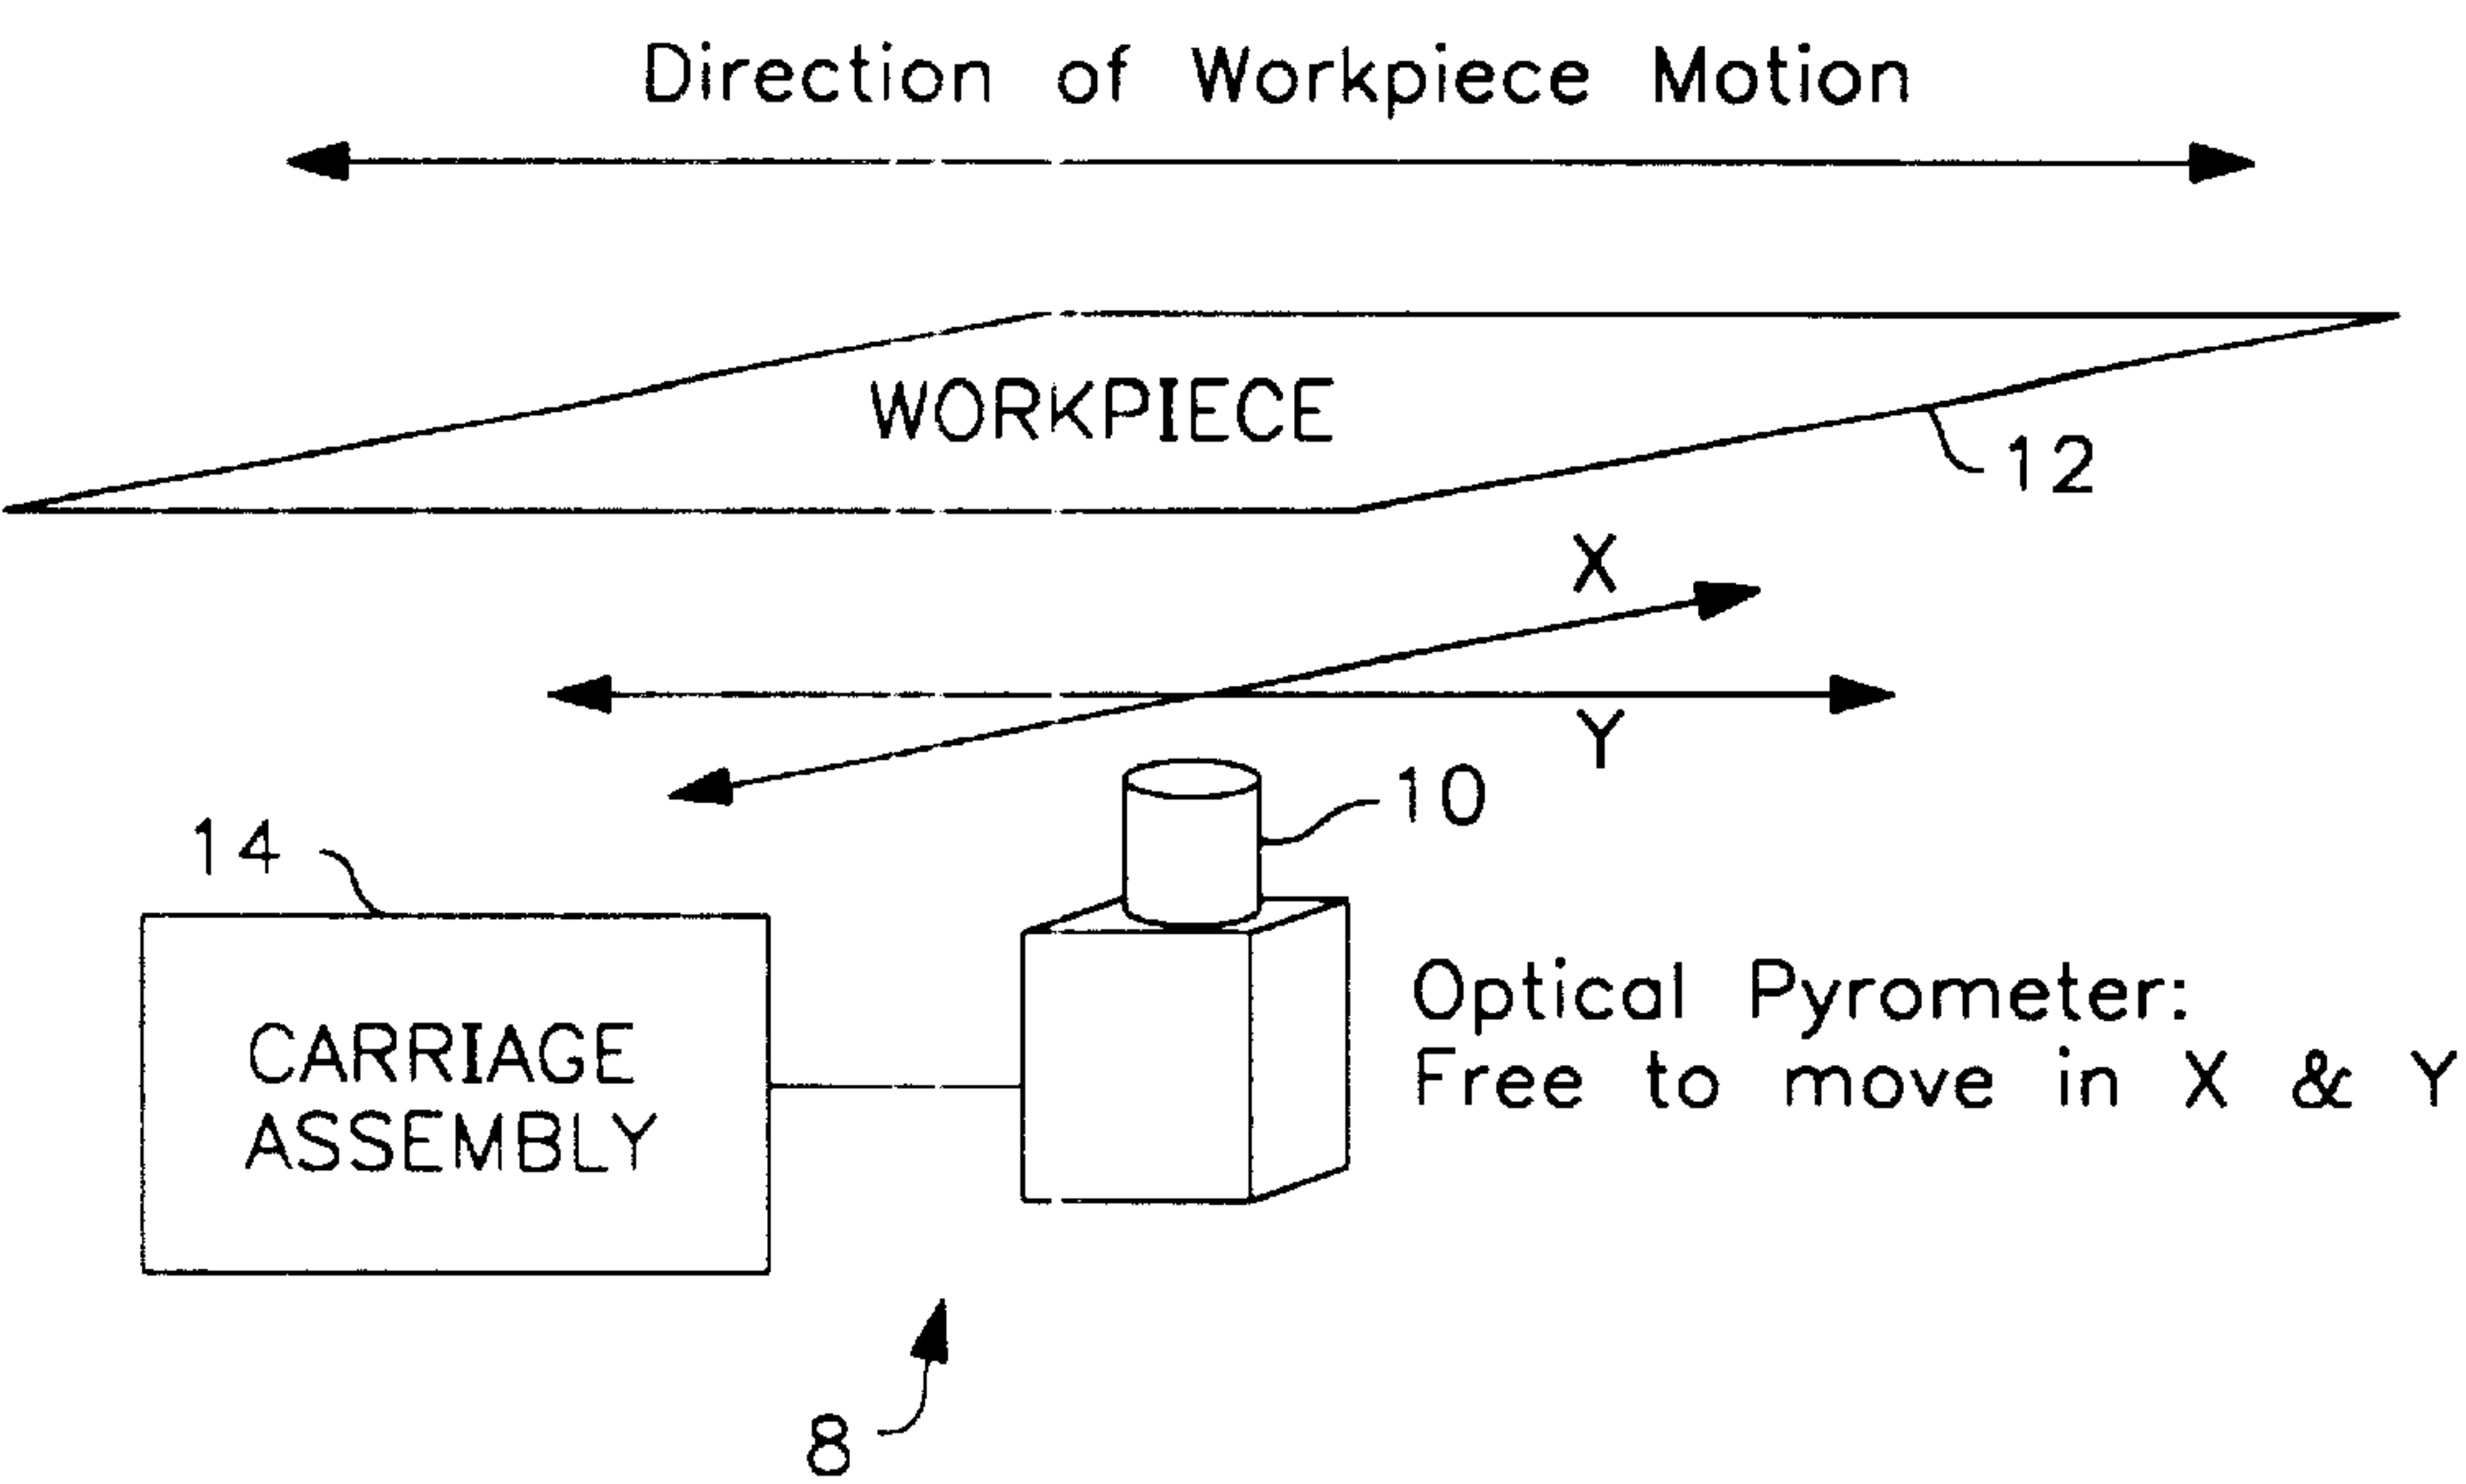 Direction of Workpiece Motion
WORKPIECE
12
X
Y
10
14
CARRIAGE
ASSEMBLY
Optical Pyrometer:
Free to move in X & Y
8